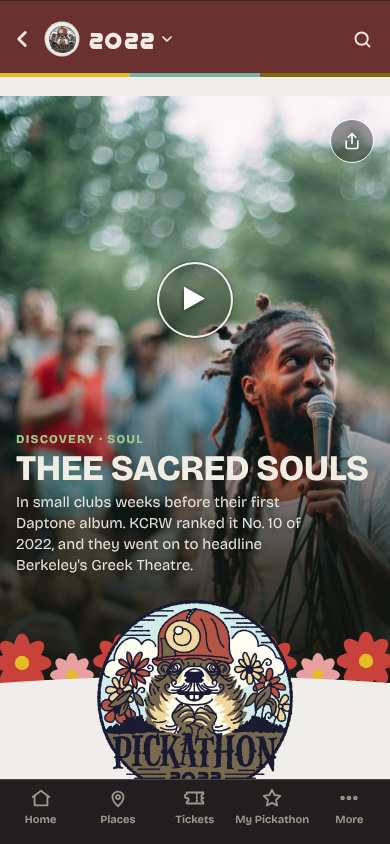 2022
DISCOVERY · SOUL
THEE SACRED SOULS
In small clubs weeks before their first
Daptone album. KCRW ranked it No. 10 of
2022, and they went on to headline
Berkeley's Greek Theatre.
PICKATHON
2022
Home
Places
Tickets
My Pickathon
More